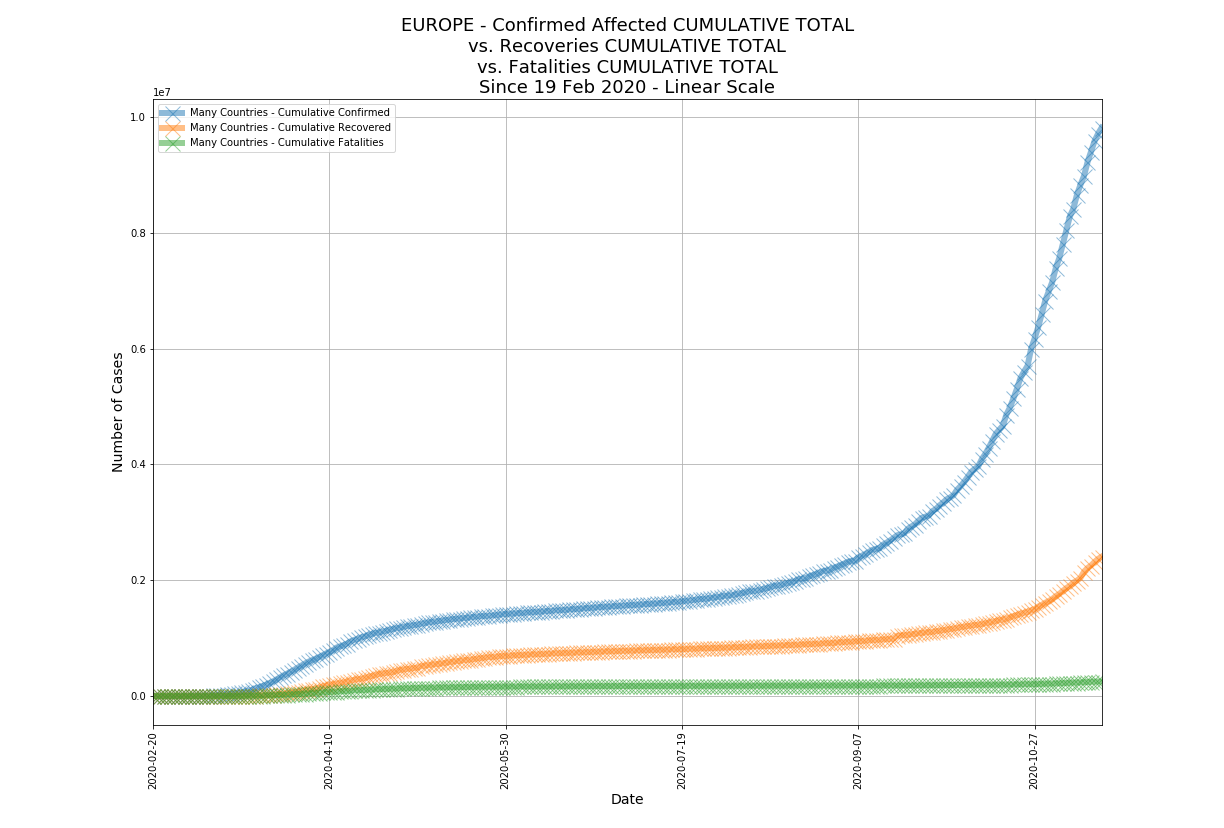 EUROPE - Confirmed Affected CUMULATIVE TOTAL
vs. Recoveries CUMULATIVE TOTAL
vs. Fatalities CUMULATIVE TOTAL
Since 19 Feb 2020 - Linear Scale
1e7
Many Countries - Cumulative Confirmed
Many Countries - Cumulative Recovered
Many Countries - Cumulative Fatalities
1.0
0.8
0.6
0.4
0.2
0.0
Number of Cases
2020-02-20
2020-04-10
2020-05-30
2020-07-19
2020-09-07
2020-10-27
Date